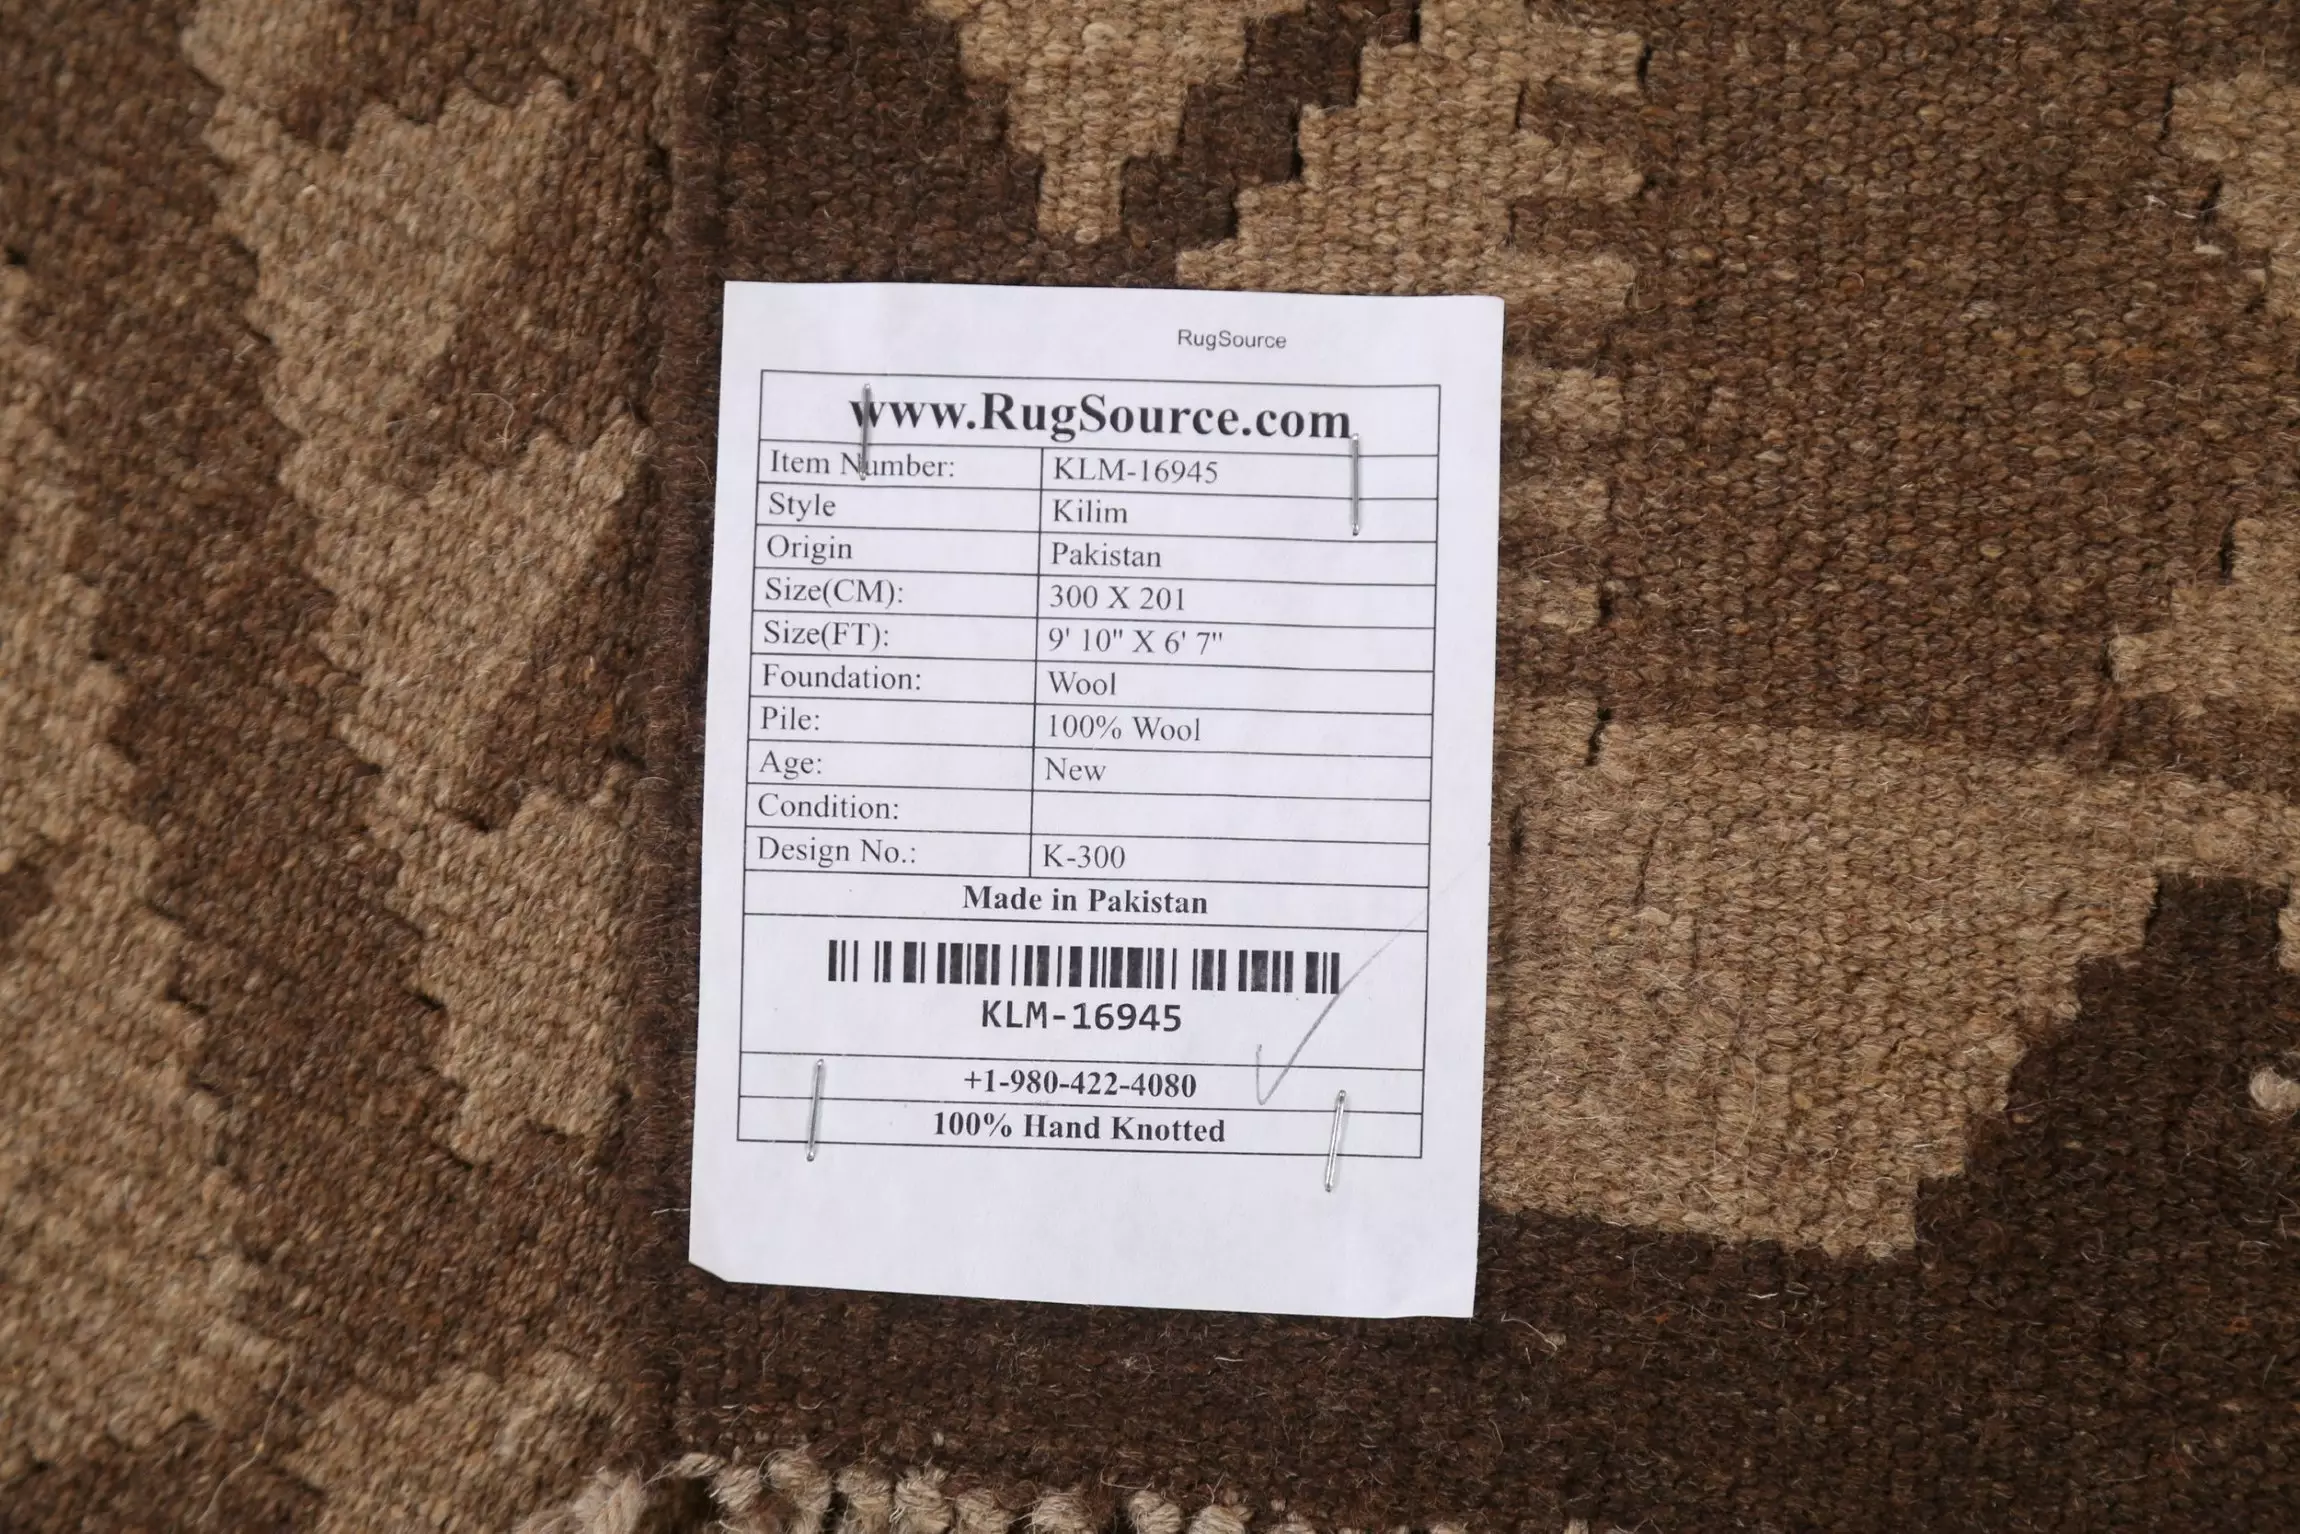 RugSource
www.RugSource.com
Item Number: KLM-16945
Style Kilim
Origin Pakistan
Size(CM): 300 X 201
Size(FT): 9' 10" X 6' 7"
Foundation: Wool
Pile: 100% Wool
Age: New
Condition:
Design No.: K-300
Made in Pakistan
KLM-16945
+1-980-422-4080
100% Hand Knotted